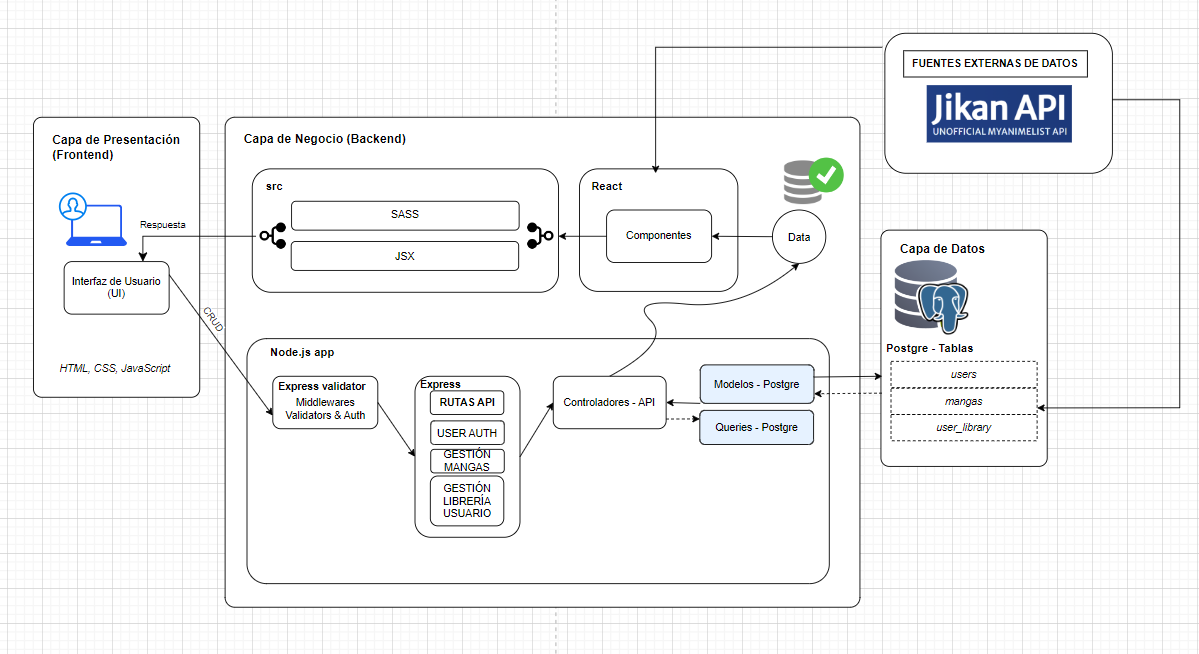 FUENTES EXTERNAS DE DATOS
Jikan API
UNOFFICIAL MYANIMELIST API
Capa de Presentación
(Frontend)
Respuesta
Interfaz de Usuario
(UI)
CRUD
HTML, CSS, JavaScript
Capa de Negocio (Backend)
src
SASS
JSX
React
Componentes
Data
Node.js app
Express validator
Middlewares
Validators & Auth
Express
RUTAS API
USER AUTH
GESTIÓN
MANGAS
GESTIÓN
LIBRERÍA
USUARIO
Controladores - API
Modelos - Postgre
Queries - Postgre
Capa de Datos
Postgre - Tablas
users
mangas
user_library